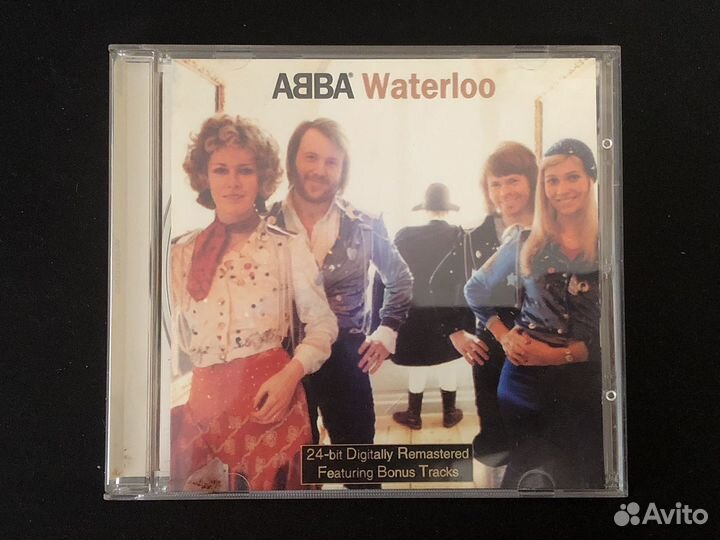 ABBA® Waterloo
24-bit Digitally Remastered
Featuring Bonus Tracks
Avito